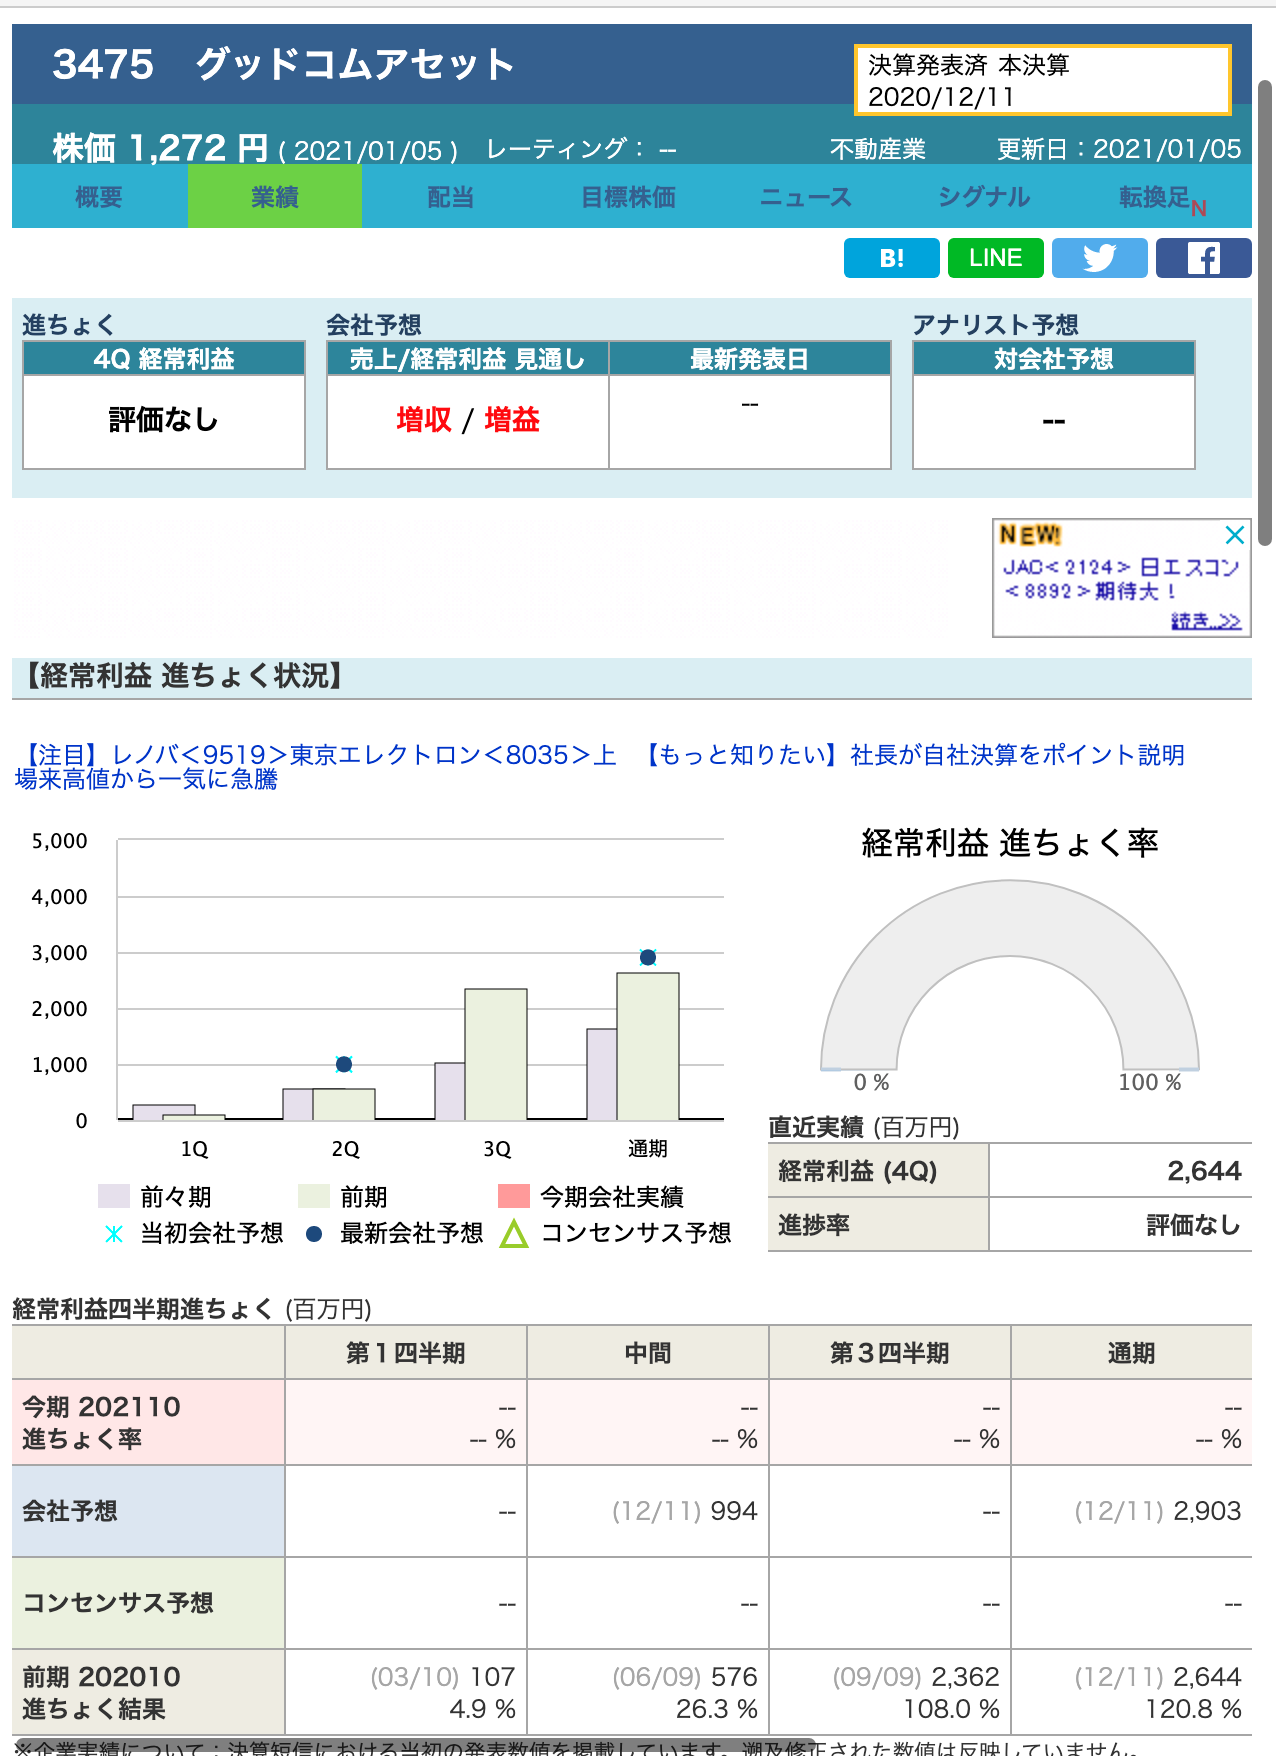 3475 グッドコムアセット
決算発表済 本決算
2020/12/11
株価 1,272 円 ( 2021/01/05 ) レーティング： -- 不動産業 更新日：2021/01/05
概要 業績 配当 目標株価 ニュース シグナル 転換足N
B! LINE
進ちょく 会社予想 アナリスト予想
4Q 経常利益 売上/経常利益 見通し 最新発表日 対会社予想
評価なし 増収 / 増益 -- --
NEW!
JAC<2124> 日エスコン
<8892>期待大！
続き..>>
【経常利益 進ちょく状況】
【注目】レノバ<9519>東京エレクトロン<8035>上
場来高値から一気に急騰
【もっと知りたい】社長が自社決算をポイント説明
5,000
4,000
3,000
2,000
1,000
0
1Q 2Q 3Q 通期
前々期 前期 今期会社実績
当初会社予想 最新会社予想 コンセンサス予想
経常利益 進ちょく率
0 % 100 %
直近実績 (百万円)
経常利益 (4Q) 2,644
進捗率 評価なし
経常利益四半期進ちょく (百万円)
第１四半期 中間 第３四半期 通期
今期 202110 -- -- -- --
進ちょく率 -- % -- % -- % -- %
会社予想 -- (12/11) 994 -- (12/11) 2,903
コンセンサス予想 -- -- -- --
前期 202010 (03/10) 107 (06/09) 576 (09/09) 2,362 (12/11) 2,644
進ちょく結果 4.9 % 26.3 % 108.0 % 120.8 %
※企業実績について：決算短信における当初の発表数値を掲載しています。遡及修正された数値は反映していません。